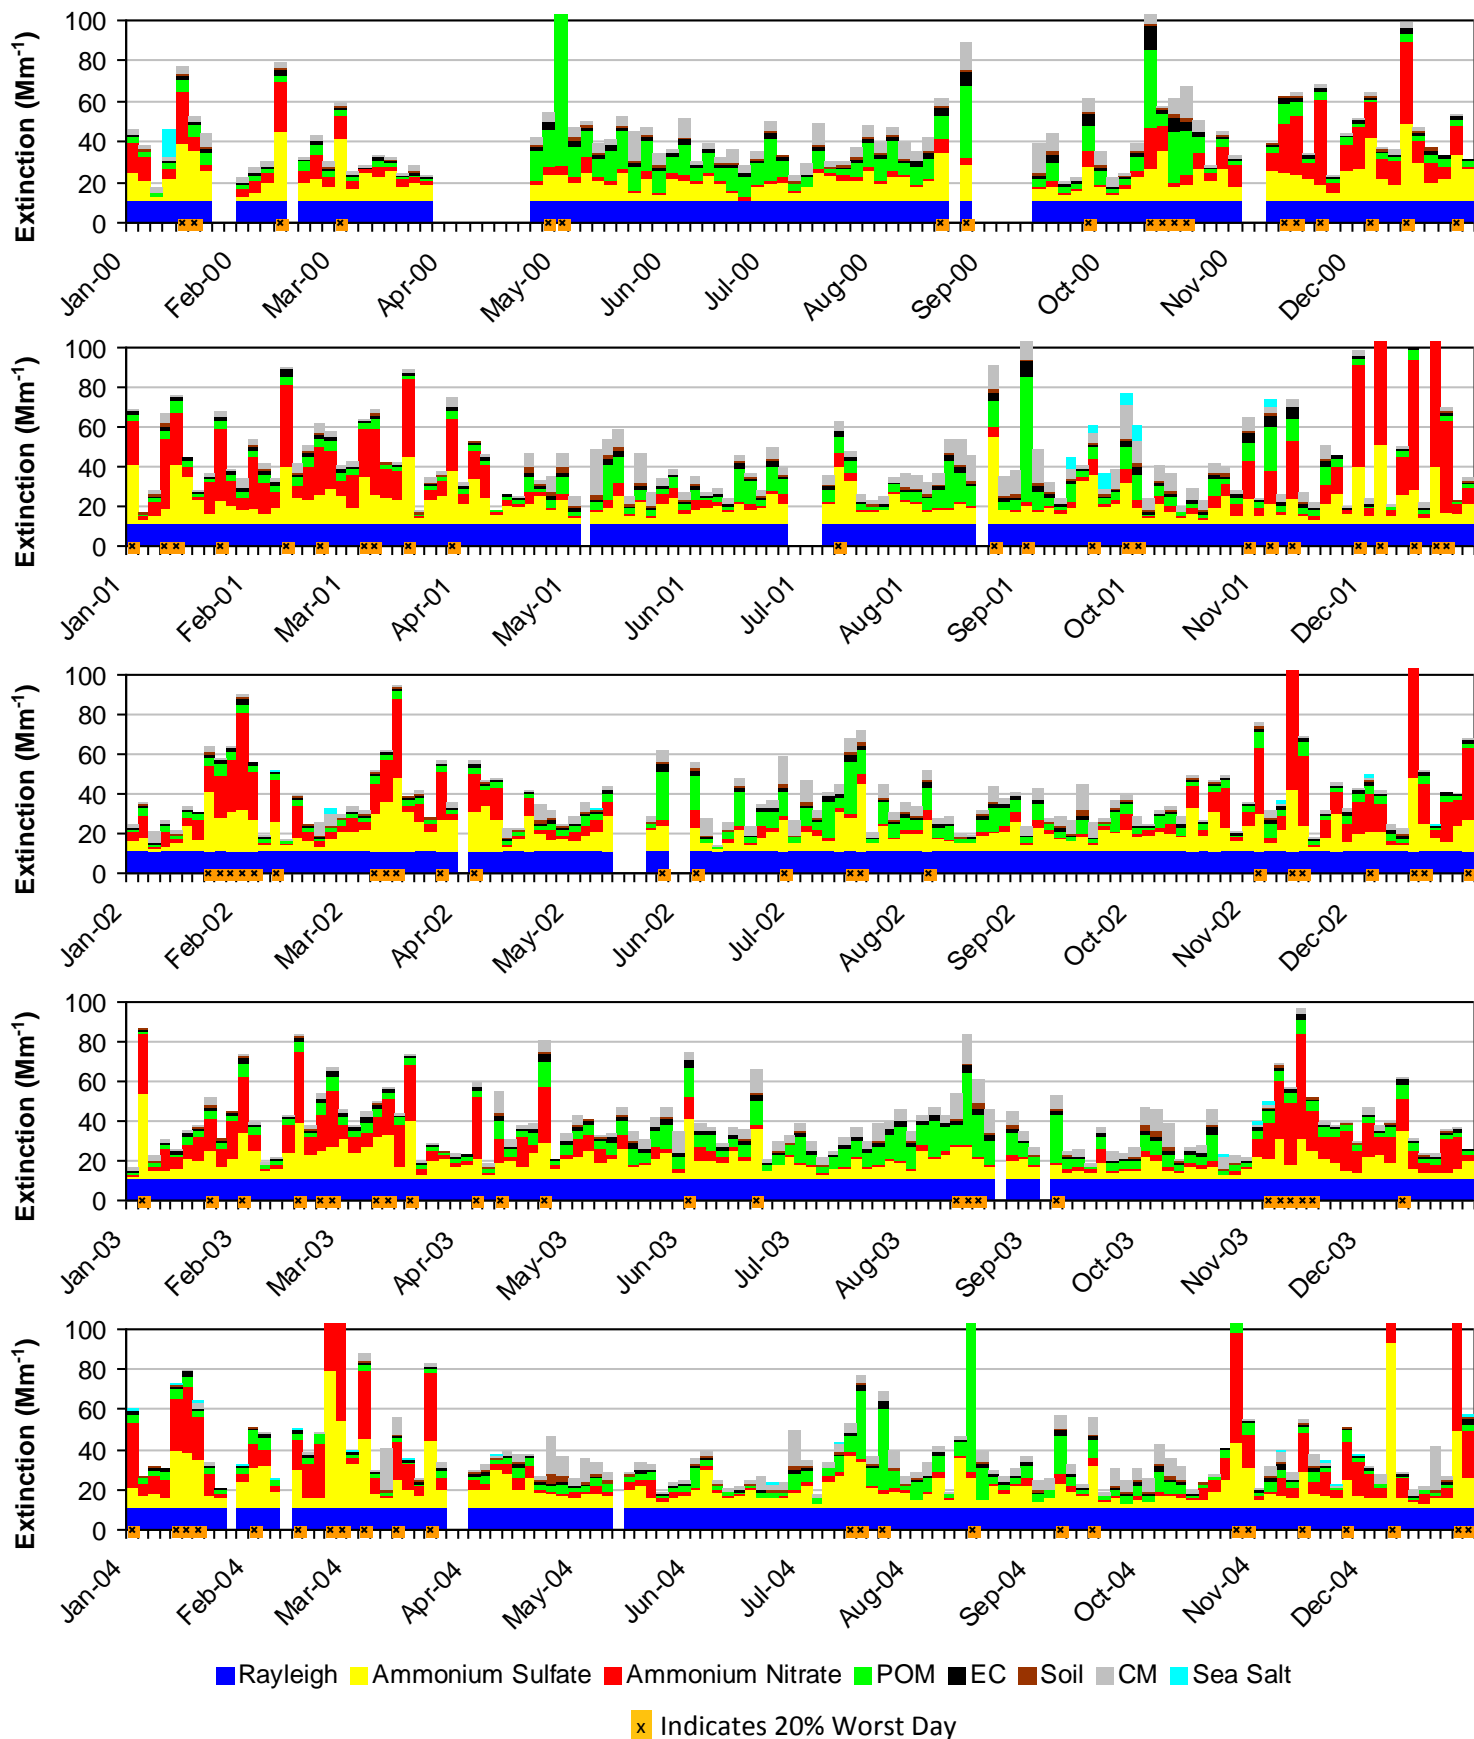 Extinction (Mm-1)
100
80
60
40
20
0
Jan-00 Feb-00 Mar-00 Apr-00 May-00 Jun-00 Jul-00 Aug-00 Sep-00 Oct-00 Nov-00 Dec-00
Extinction (Mm-1)
100
80
60
40
20
0
Jan-01 Feb-01 Mar-01 Apr-01 May-01 Jun-01 Jul-01 Aug-01 Sep-01 Oct-01 Nov-01 Dec-01
Extinction (Mm-1)
100
80
60
40
20
0
Jan-02 Feb-02 Mar-02 Apr-02 May-02 Jun-02 Jul-02 Aug-02 Sep-02 Oct-02 Nov-02 Dec-02
Extinction (Mm-1)
100
80
60
40
20
0
Jan-03 Feb-03 Mar-03 Apr-03 May-03 Jun-03 Jul-03 Aug-03 Sep-03 Oct-03 Nov-03 Dec-03
Extinction (Mm-1)
100
80
60
40
20
0
Jan-04 Feb-04 Mar-04 Apr-04 May-04 Jun-04 Jul-04 Aug-04 Sep-04 Oct-04 Nov-04 Dec-04
Rayleigh Ammonium Sulfate Ammonium Nitrate POM EC Soil CM Sea Salt
x Indicates 20% Worst Day